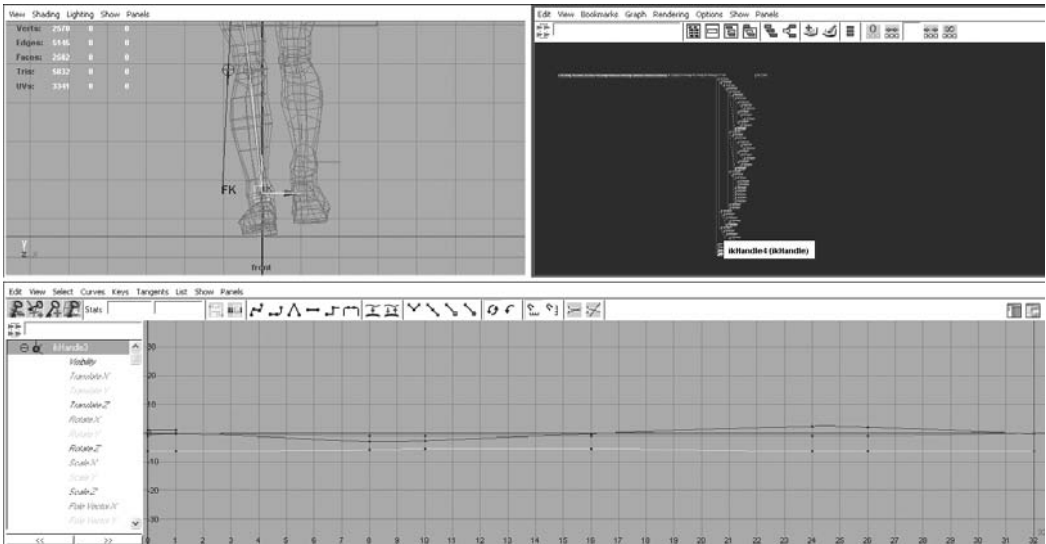 View Shading Lighting Show Panels
Verts: 2570 0 0
Edges: 5145 0 0
Faces: 2582 0 0
Tris: 5032 0 0
UVs: 3341 0 0
FK
IK
Y
Z
front
Edit View Bookmarks Graph Rendering Options Show Panels
ikHandle4 (ikHandle)
Edit View Select Curves Keys Tangents List Show Panels
Stats
ikHandle3
Visibility
Translate X
Translate Y
Translate Z
Rotate X
Rotate Y
Rotate Z
Scale X
Scale Y
Scale Z
Pole Vector X
Pole Vector Y
<< >>
30
20
10
0
-10
-20
-30
0 1 2 3 4 5 6 7 8 9 10 11 12 13 14 15 16 17 18 19 20 21 22 23 24 25 26 27 28 29 30 31 32